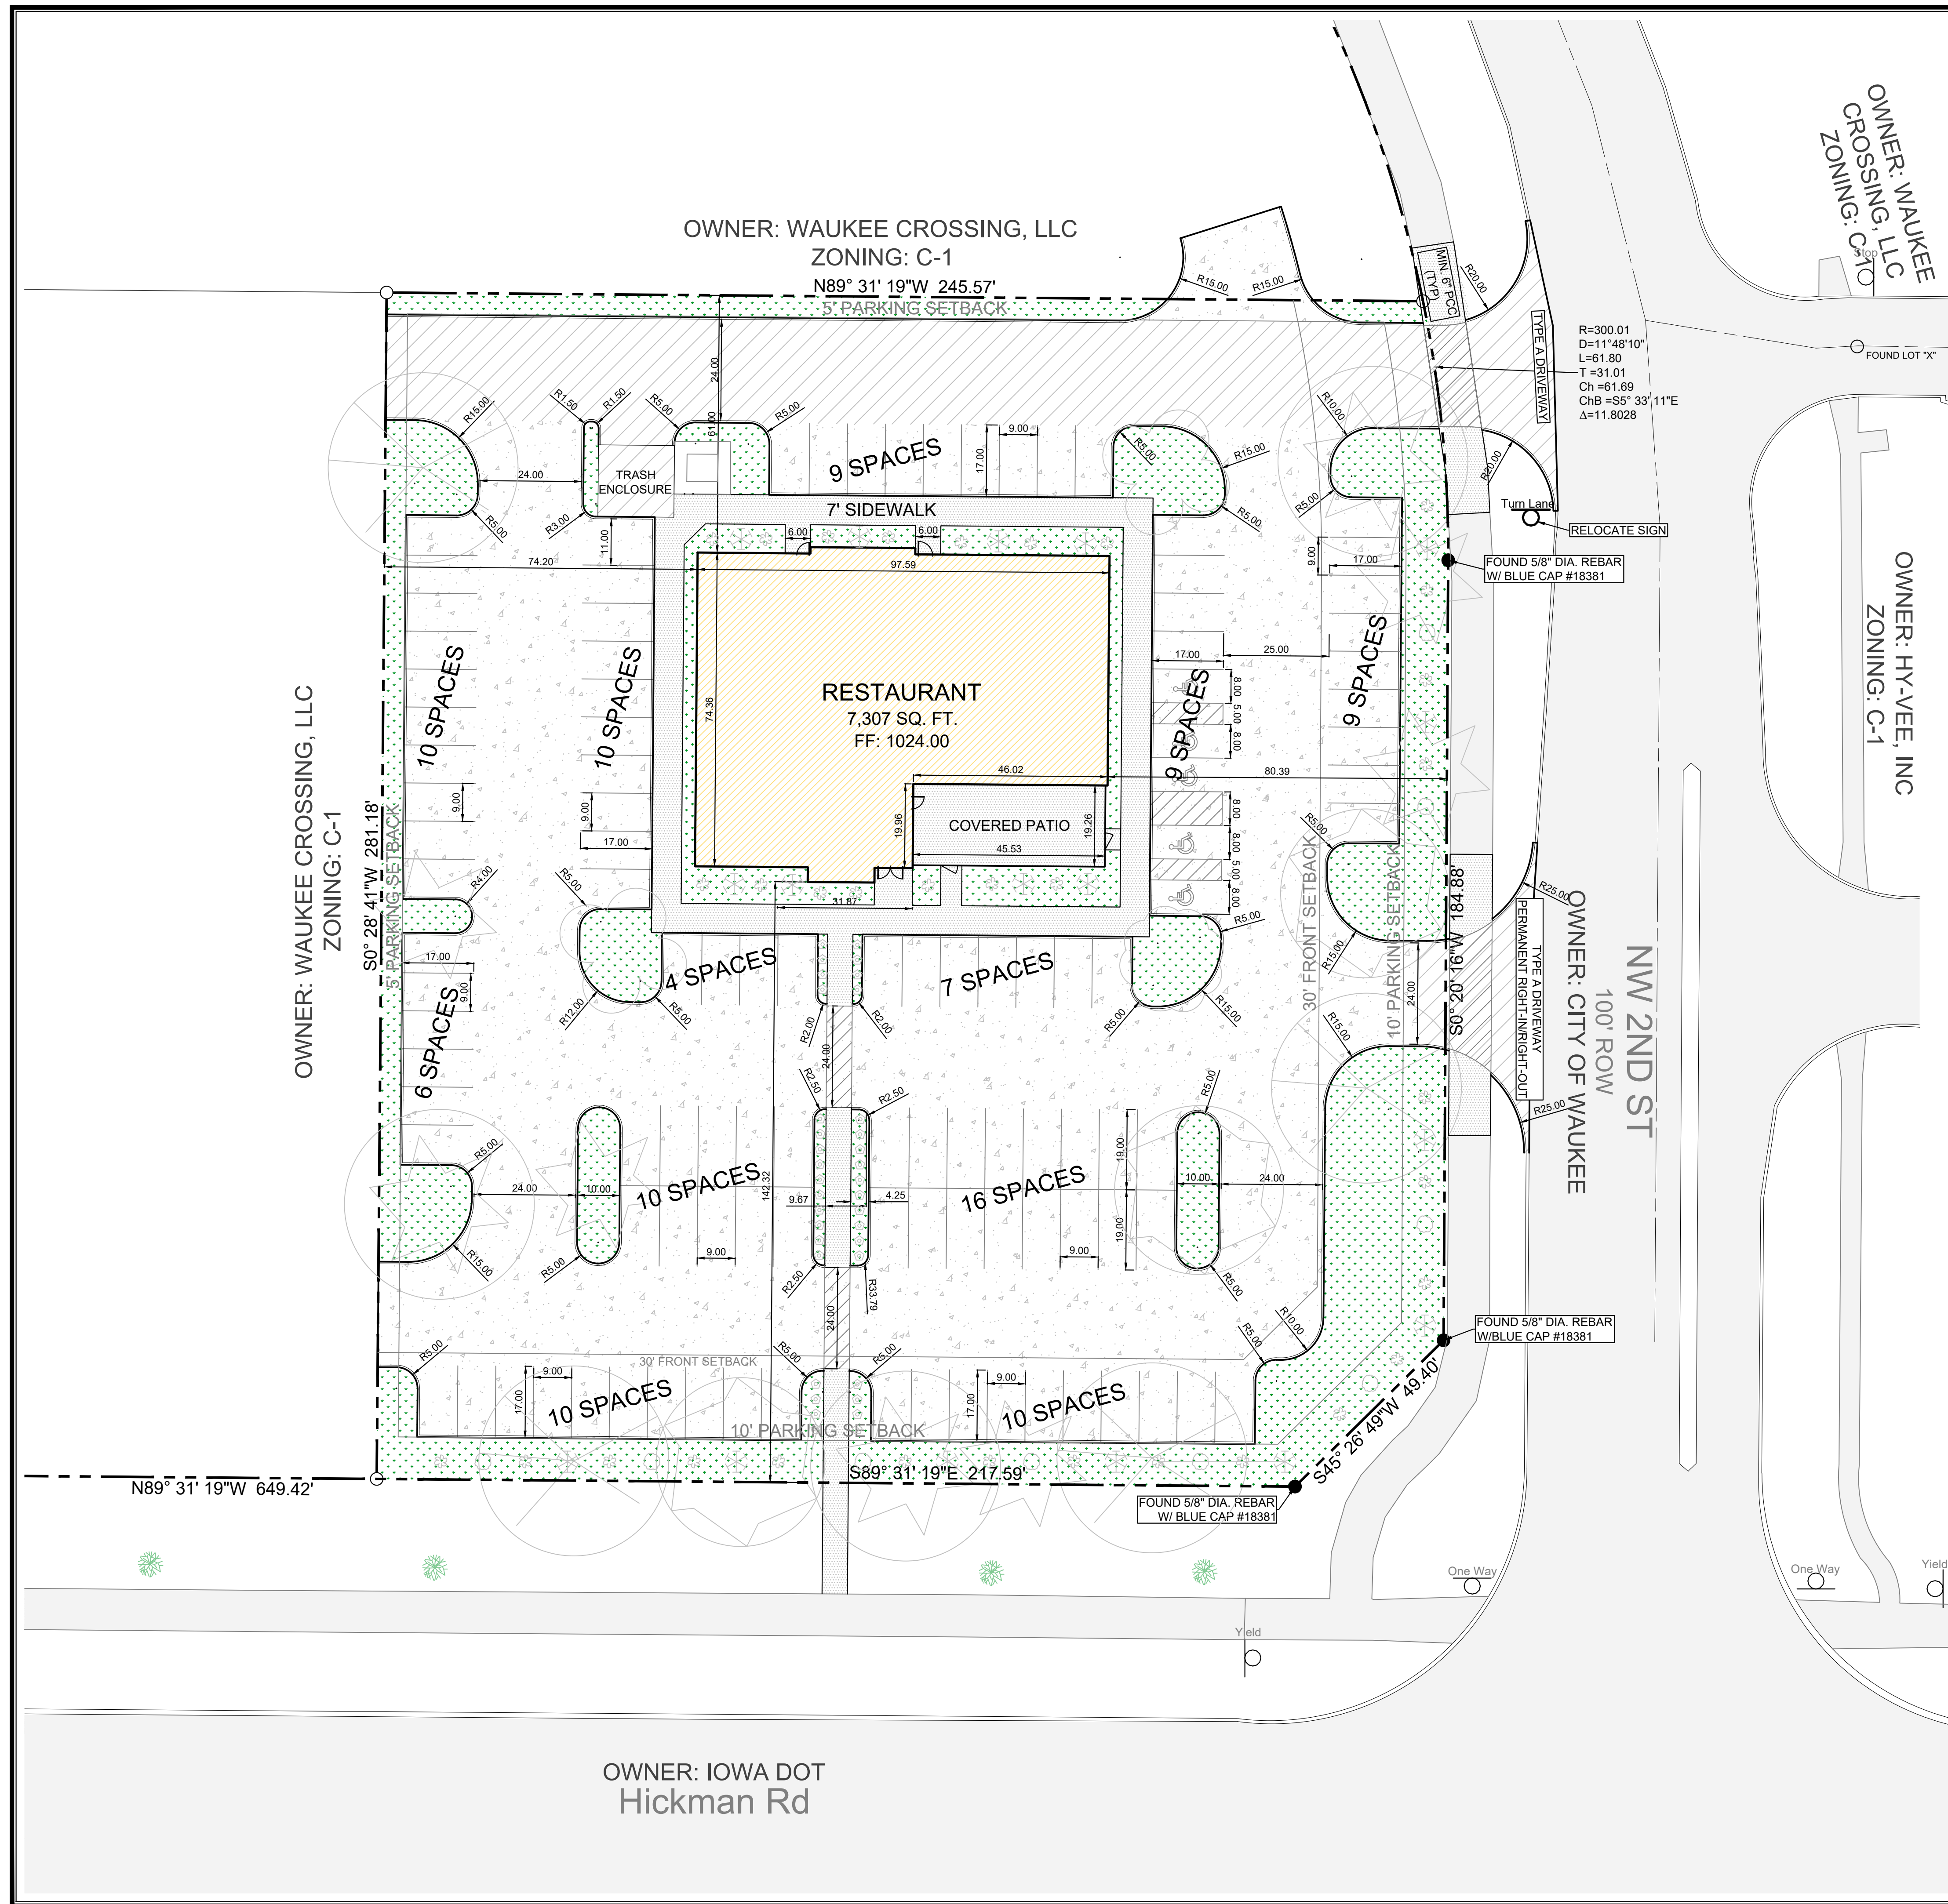 OWNER: WAUKEE
CROSSING, LLC
ZONING: C-1
Stop
OWNER: WAUKEE CROSSING, LLC
ZONING: C-1
N89° 31' 19"W  245.57'
5' PARKING SETBACK
R15.00
R15.00
MIN. 6" PCC
(TYP)
R20.00
TYPE A DRIVEWAY
R=300.01
D=11°48'10"
L=61.80
T =31.01
Ch =61.69
ChB =S5° 33' 11"E
Δ=11.8028
FOUND LOT "X"
24.00
61.00
R15.00
R1.50
R1.50
R5.00
R5.00
9 SPACES
9.00
17.00
R5.00
R15.00
R10.00
R20.00
24.00
TRASH
ENCLOSURE
R5.00
R3.00
7' SIDEWALK
R5.00
R5.00
Turn Lane
RELOCATE SIGN
11.00
6.00
6.00
9.00
17.00
74.20
97.59
FOUND 5/8" DIA. REBAR
W/ BLUE CAP #18381
OWNER: HY-VEE, INC
ZONING: C-1
10 SPACES
10 SPACES
74.36
RESTAURANT
7,307 SQ. FT.
FF: 1024.00
17.00
25.00
9 SPACES
9 SPACES
8.00
5.00
8.00
8.00
8.00
5.00
8.00
46.02
80.39
OWNER: WAUKEE CROSSING, LLC
ZONING: C-1
S0° 28' 41"W  281.18'
5' PARKING SETBACK
9.00
9.00
17.00
19.96
COVERED PATIO
19.26
45.53
R5.00
R4.00
R5.00
31.87
R5.00
30' FRONT SETBACK
10' PARKING SETBACK
S0° 20' 16"W  184.88'
R25.00
TYPE A DRIVEWAY
PERMANENT RIGHT-IN/RIGHT-OUT
OWNER: CITY OF WAUKEE
NW 2ND ST
100' ROW
17.00
9.00
6 SPACES
4 SPACES
7 SPACES
R12.00
R5.00
R2.00
R2.00
R5.00
R15.00
R15.00
24.00
R15.00
24.00
R2.50
R2.50
R5.00
R25.00
R5.00
24.00
10.00
10 SPACES
142.32
9.67
4.25
16 SPACES
19.00
19.00
10.00
24.00
9.00
9.00
R15.00
R5.00
R2.50
R33.79
R5.00
24.00
R10.00
R5.00
FOUND 5/8" DIA. REBAR
W/BLUE CAP #18381
R5.00
30' FRONT SETBACK
R5.00
R5.00
9.00
17.00
10 SPACES
9.00
17.00
10 SPACES
10' PARKING SETBACK
S45° 26' 49"W  49.40'
N89° 31' 19"W  649.42'
S89° 31' 19"E  217.59'
FOUND 5/8" DIA. REBAR
W/ BLUE CAP #18381
One Way
One Way
Yield
Yield
OWNER: IOWA DOT
Hickman Rd